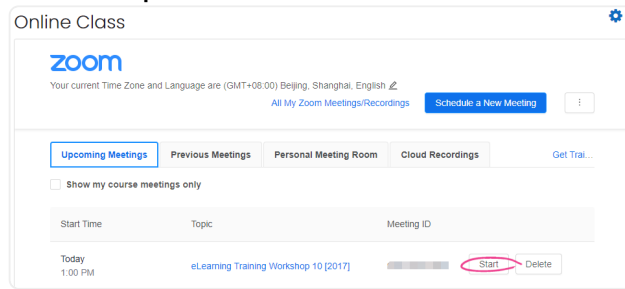 Online Class
zoom
Your current Time Zone and Language are (GMT+08:00) Beijing, Shanghai, English
All My Zoom Meetings/Recordings Schedule a New Meeting
Upcoming Meetings Previous Meetings Personal Meeting Room Cloud Recordings Get Trai...
Show my course meetings only
Start Time Topic Meeting ID
Today
1:00 PM eLearning Training Workshop 10 [2017] Start Delete